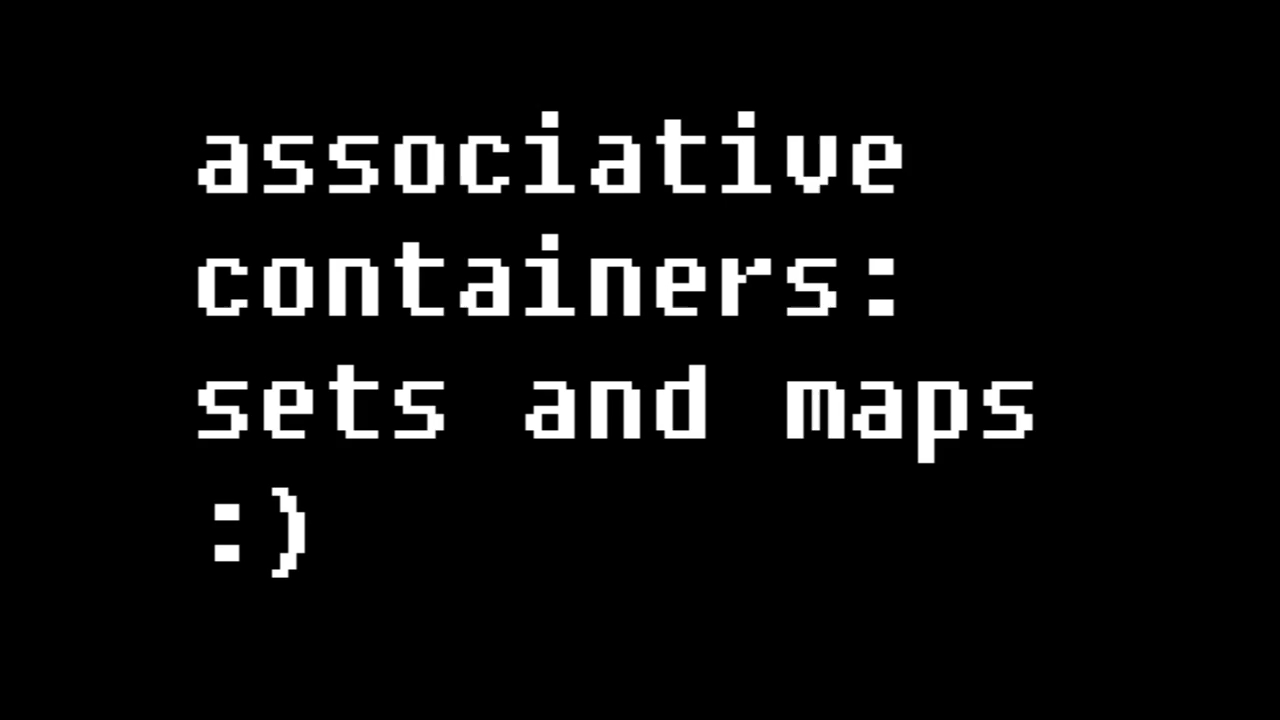 associative
containers:
sets and maps
:)